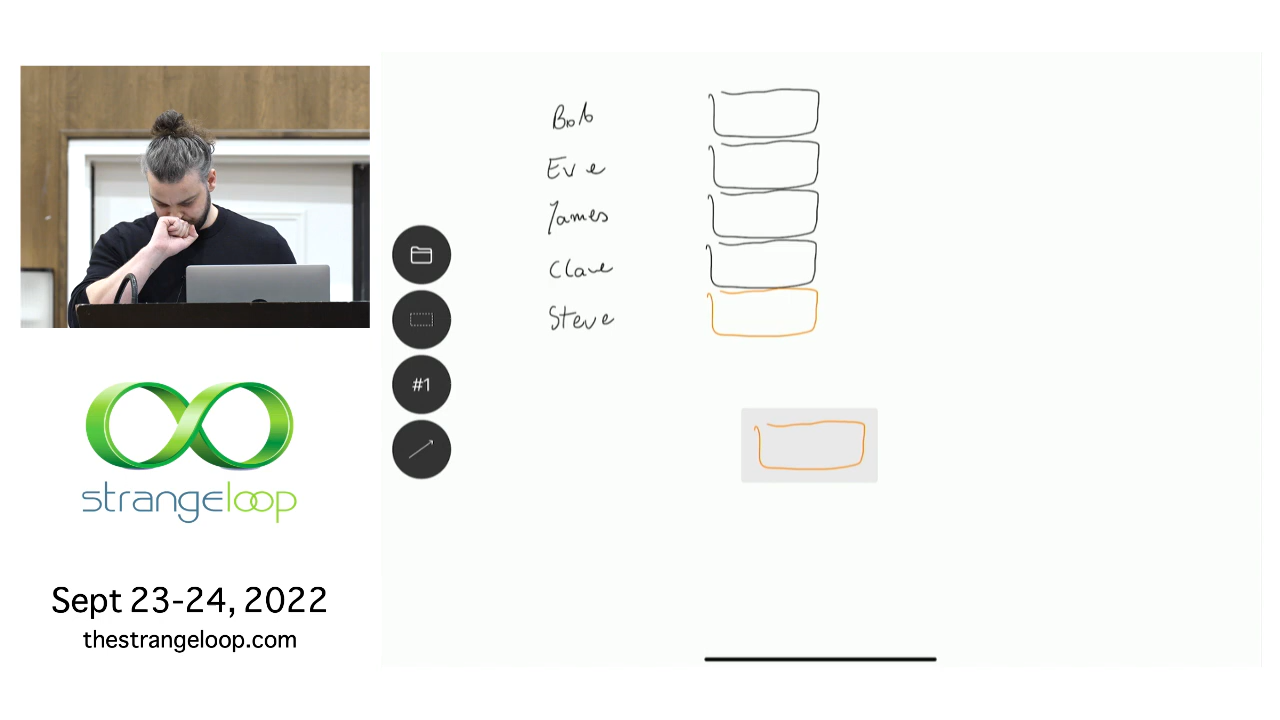 Bob
Eve
James
Clare
Steve
#1
strangeloop
Sept 23-24, 2022
thestrangeloop.com